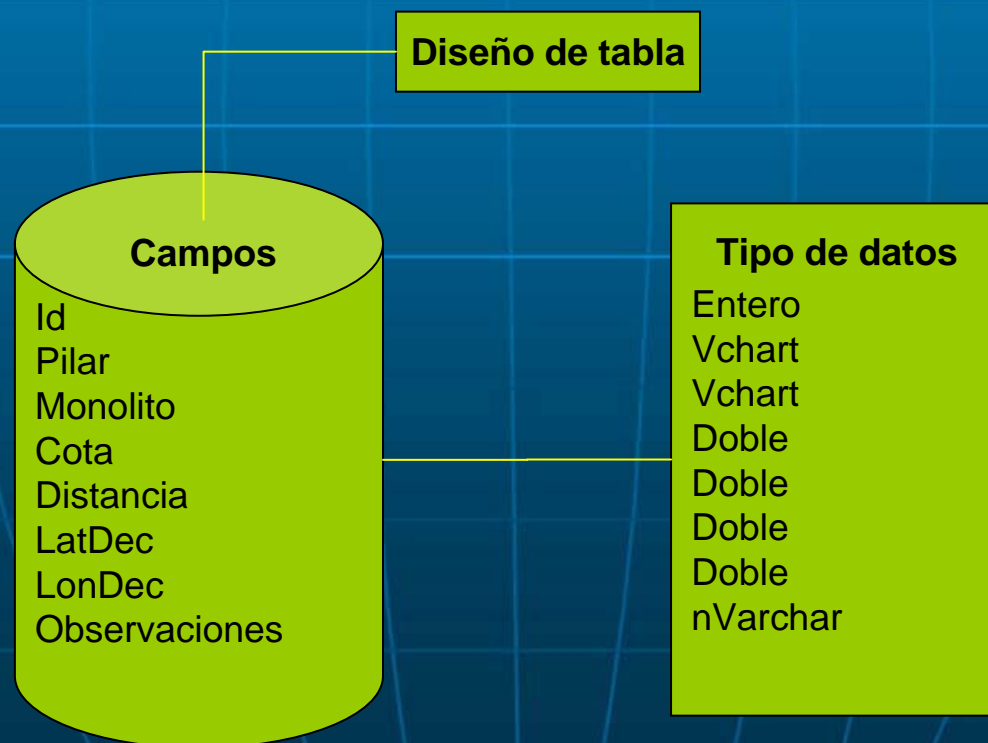 Diseño de tabla
Campos
Id
Pilar
Monolito
Cota
Distancia
LatDec
LonDec
Observaciones
Tipo de datos
Entero
Vchart
Vchart
Doble
Doble
Doble
Doble
nVarchar